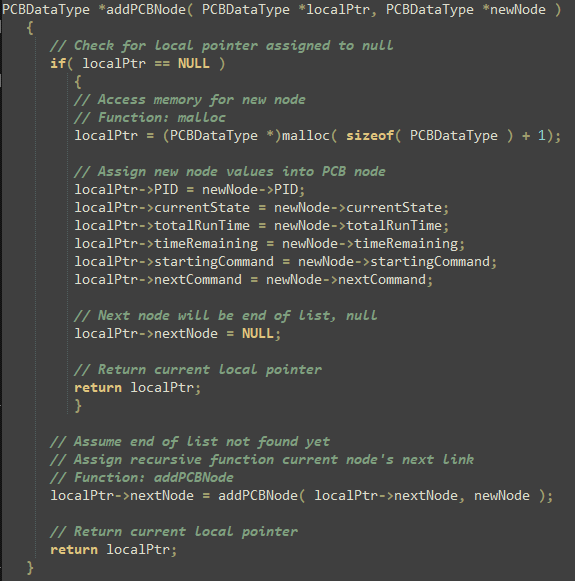 PCBDataType *addPCBNode( PCBDataType *localPtr, PCBDataType *newNode )
{
// Check for local pointer assigned to null
if( localPtr == NULL )
{
// Access memory for new node
// Function: malloc
localPtr = (PCBDataType *)malloc( sizeof( PCBDataType ) + 1);
// Assign new node values into PCB node
localPtr->PID = newNode->PID;
localPtr->currentState = newNode->currentState;
localPtr->totalRunTime = newNode->totalRunTime;
localPtr->timeRemaining = newNode->timeRemaining;
localPtr->startingCommand = newNode->startingCommand;
localPtr->nextCommand = newNode->nextCommand;
// Next node will be end of list, null
localPtr->nextNode = NULL;
// Return current local pointer
return localPtr;
}
// Assume end of list not found yet
// Assign recursive function current node's next link
// Function: addPCBNode
localPtr->nextNode = addPCBNode( localPtr->nextNode, newNode );
// Return current local pointer
return localPtr;
}